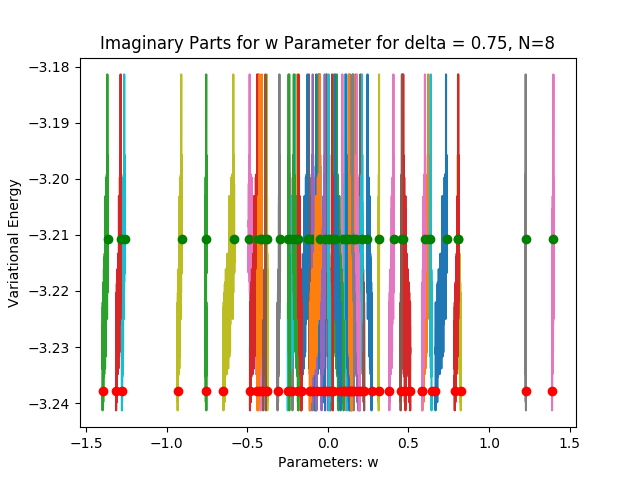 Imaginary Parts for w Parameter for delta = 0.75, N=8
−3.18
−3.19
−3.20
−3.21
−3.22
−3.23
−3.24
Variational Energy
−1.5 −1.0 −0.5 0.0 0.5 1.0 1.5
Parameters: w